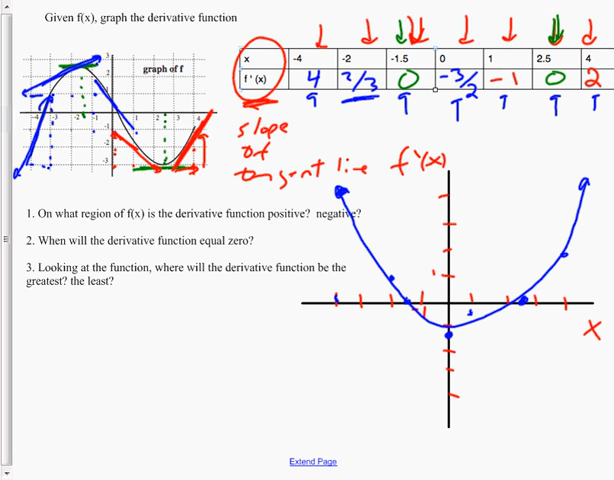 Given f(x), graph the derivative function
graph of f
x -4 -2 -1.5 0 1 2.5 4
f ' (x) 4 2/3 0 -3/2 -1 0 2
slope
of
tangent line
f'(x)
1. On what region of f(x) is the derivative function positive? negative?
2. When will the derivative function equal zero?
3. Looking at the function, where will the derivative function be the
greatest? the least?
x
Extend Page